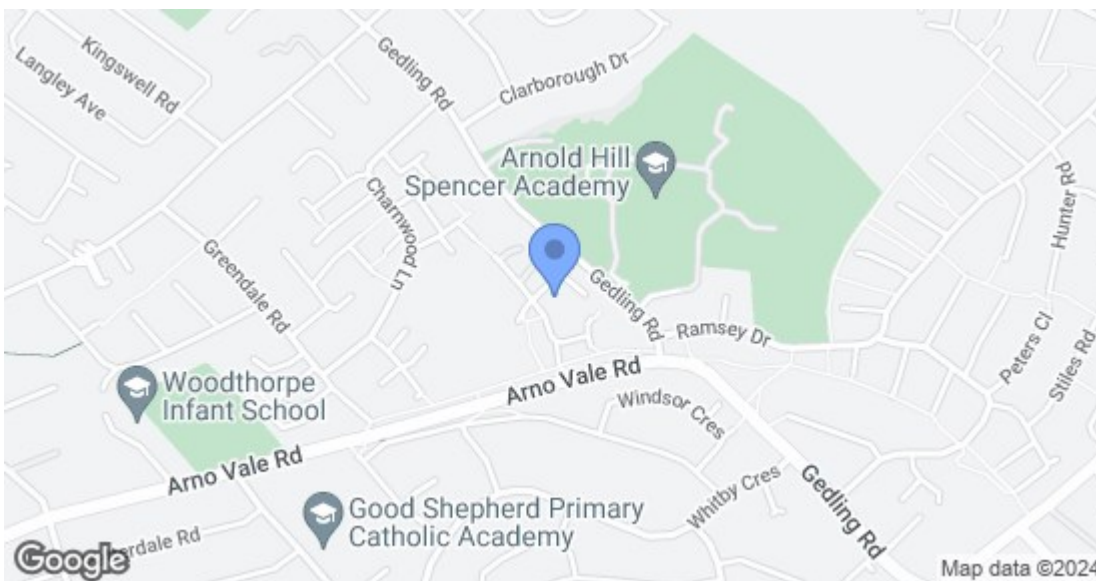 Kingswell Rd
Langley Ave
Gedling Rd
Clarborough Dr
Arnold Hill
Spencer Academy
Charnwood Ln
Greendale Rd
Hunter Rd
Gedling Rd
Ramsey Dr
Peters Cl
Stiles Rd
Woodthorpe
Infant School
Arno Vale Rd
Windsor Cres
Arno Vale Rd
Whitby Cres
Gedling Rd
Good Shepherd Primary
Catholic Academy
erdale Rd
Google
Map data ©2024